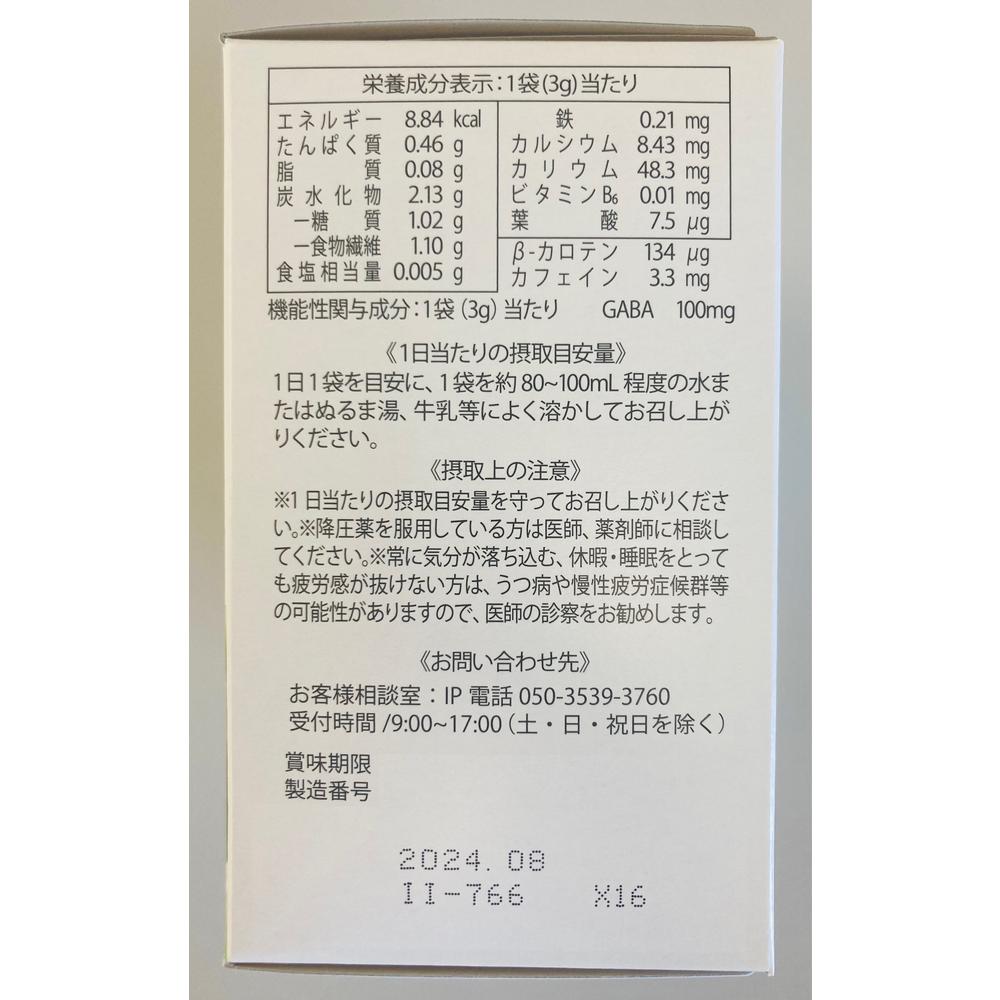 栄養成分表示：1袋(3g)当たり
エネルギー 8.84 kcal
たんぱく質 0.46 g
脂質 0.08 g
炭水化物 2.13 g
ー糖質 1.02 g
ー食物繊維 1.10 g
食塩相当量 0.005 g
鉄 0.21 mg
カルシウム 8.43 mg
カリウム 48.3 mg
ビタミンB₆ 0.01 mg
葉酸 7.5 μg
β-カロテン 134 μg
カフェイン 3.3 mg
機能性関与成分：1袋（3g）当たり GABA 100mg
《1日当たりの摂取目安量》
1日1袋を目安に、1袋を約80~100mL程度の水ま
たはぬるま湯、牛乳等によく溶かしてお召し上が
りください。
《摂取上の注意》
※1日当たりの摂取目安量を守ってお召し上がりくださ
い。※降圧薬を服用している方は医師、薬剤師に相談し
てください。※常に気分が落ち込む、休暇・睡眠をとって
も疲労感が抜けない方は、うつ病や慢性疲労症候群等
の可能性がありますので、医師の診察をお勧めします。
《お問い合わせ先》
お客様相談室：IP電話 050-3539-3760
受付時間/9:00~17:00（土・日・祝日を除く）
賞味期限
製造番号
2024.08
II-766 X16